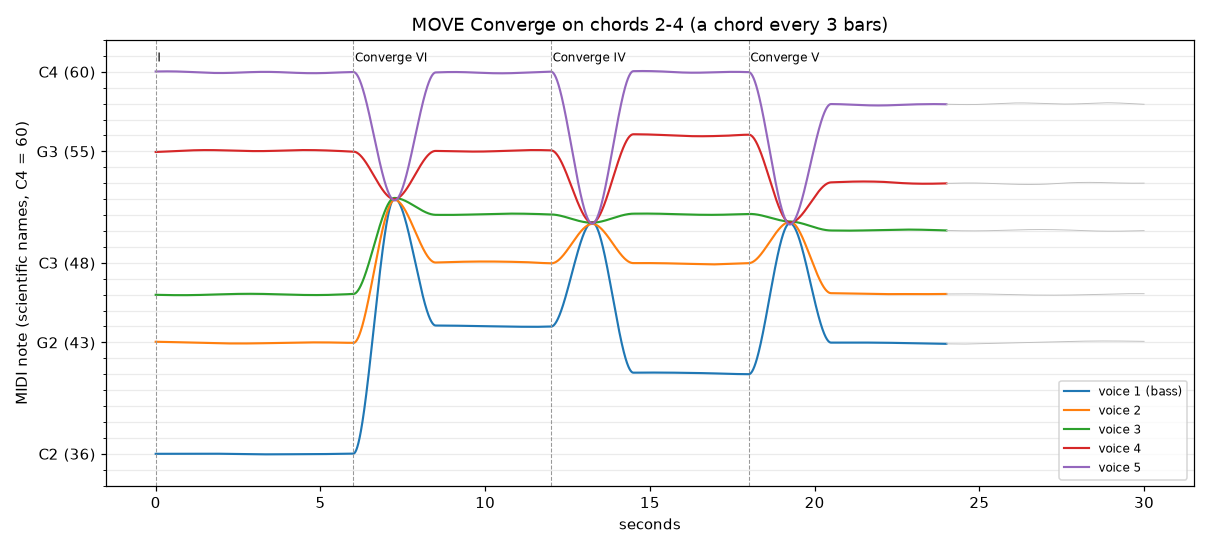 MOVE Converge on chords 2-4 (a chord every 3 bars)
I
Converge VI
Converge IV
Converge V
C4 (60)
G3 (55)
C3 (48)
G2 (43)
C2 (36)
MIDI note (scientific names, C4 = 60)
voice 1 (bass)
voice 2
voice 3
voice 4
voice 5
0
5
10
15
20
25
30
seconds